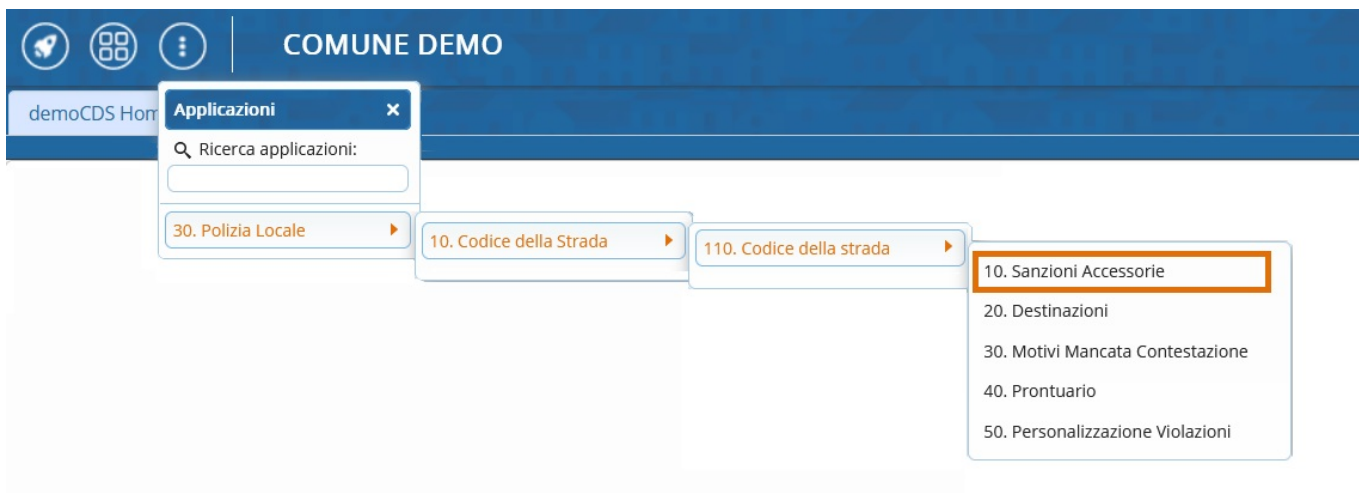 COMUNE DEMO
demoCDS Hom
Applicazioni
Ricerca applicazioni:
30. Polizia Locale
10. Codice della Strada
110. Codice della strada
10. Sanzioni Accessorie
20. Destinazioni
30. Motivi Mancata Contestazione
40. Prontuario
50. Personalizzazione Violazioni